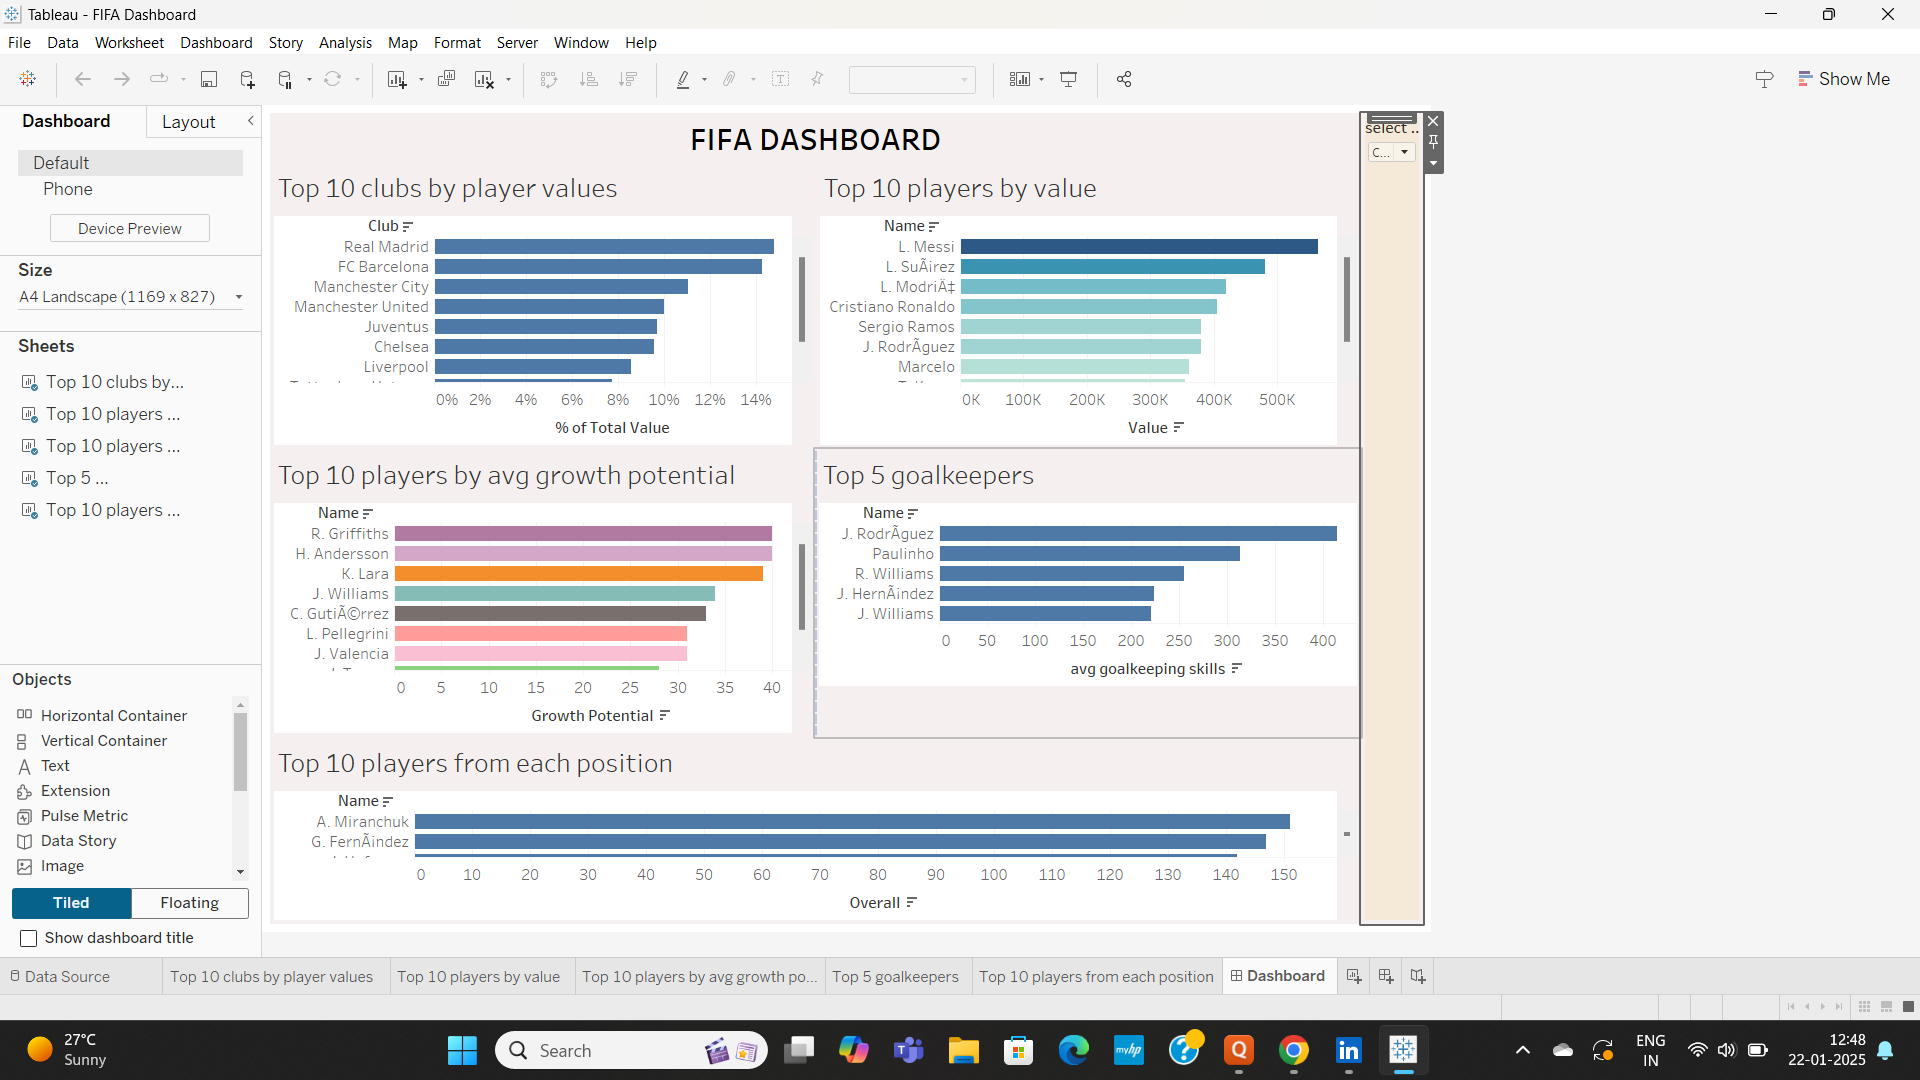 Tableau - FIFA Dashboard
File Data Worksheet Dashboard Story Analysis Map Format Server Window Help
Show Me
Dashboard Layout
Default
Phone
Device Preview
Size
A4 Landscape (1169 x 827)
Sheets
Top 10 clubs by...
Top 10 players ...
Top 10 players ...
Top 5 ...
Top 10 players ...
Objects
Horizontal Container
Vertical Container
Text
Extension
Pulse Metric
Data Story
Image
Tiled Floating
Show dashboard title
FIFA DASHBOARD
select ..
C...
Top 10 clubs by player values
Club
Real Madrid
FC Barcelona
Manchester City
Manchester United
Juventus
Chelsea
Liverpool
0% 2% 4% 6% 8% 10% 12% 14%
% of Total Value
Top 10 players by value
Name
L. Messi
L. SuÃirez
L. ModriÄ‡
Cristiano Ronaldo
Sergio Ramos
J. RodrÃguez
Marcelo
0K 100K 200K 300K 400K 500K
Value
Top 10 players by avg growth potential
Name
R. Griffiths
H. Andersson
K. Lara
J. Williams
C. GutiÃ©rrez
L. Pellegrini
J. Valencia
0 5 10 15 20 25 30 35 40
Growth Potential
Top 5 goalkeepers
Name
J. RodrÃguez
Paulinho
R. Williams
J. HernÃindez
J. Williams
0 50 100 150 200 250 300 350 400
avg goalkeeping skills
Top 10 players from each position
Name
A. Miranchuk
G. FernÃindez
0 10 20 30 40 50 60 70 80 90 100 110 120 130 140 150
Overall
Data Source Top 10 clubs by player values Top 10 players by value Top 10 players by avg growth po... Top 5 goalkeepers Top 10 players from each position Dashboard
27°C
Sunny
Search
myhp
ENG
IN
12:48
22-01-2025